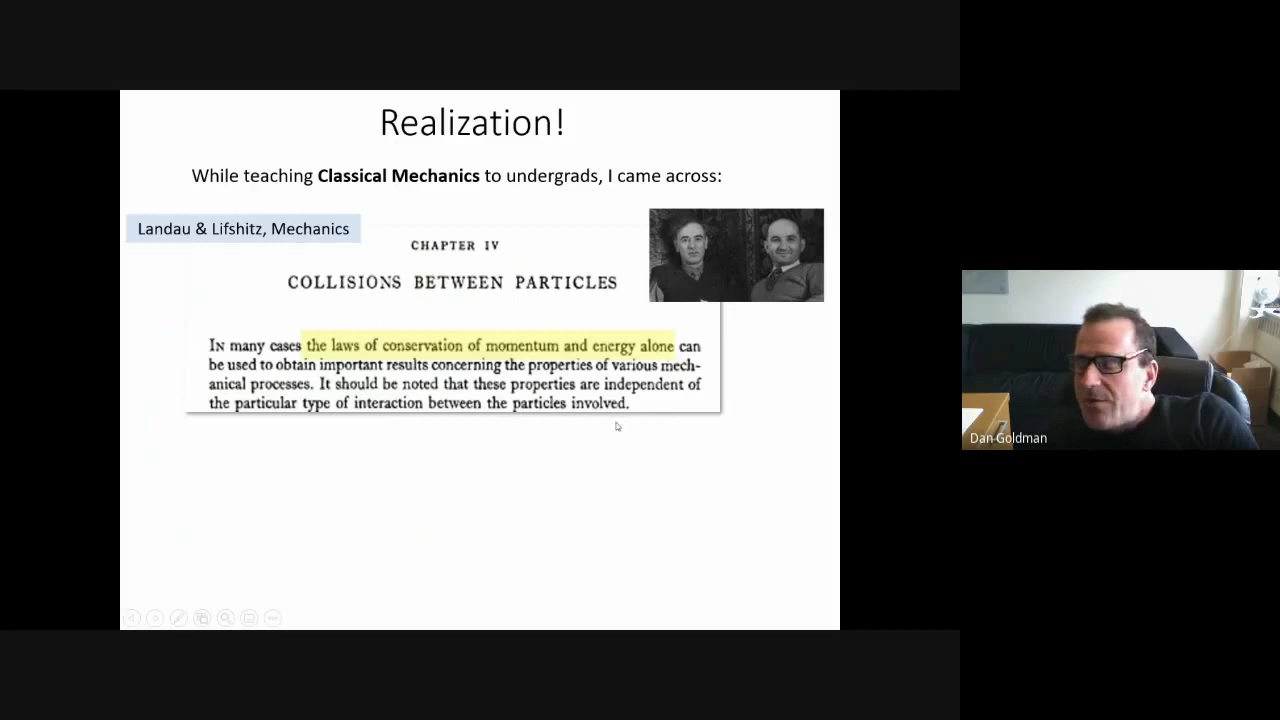 Realization!
While teaching Classical Mechanics to undergrads, I came across:
Landau & Lifshitz, Mechanics
CHAPTER IV
COLLISIONS BETWEEN PARTICLES
IN many cases the laws of conservation of momentum and energy alone can
be used to obtain important results concerning the properties of various mech-
anical processes. It should be noted that these properties are independent of
the particular type of interaction between the particles involved.
Dan Goldman